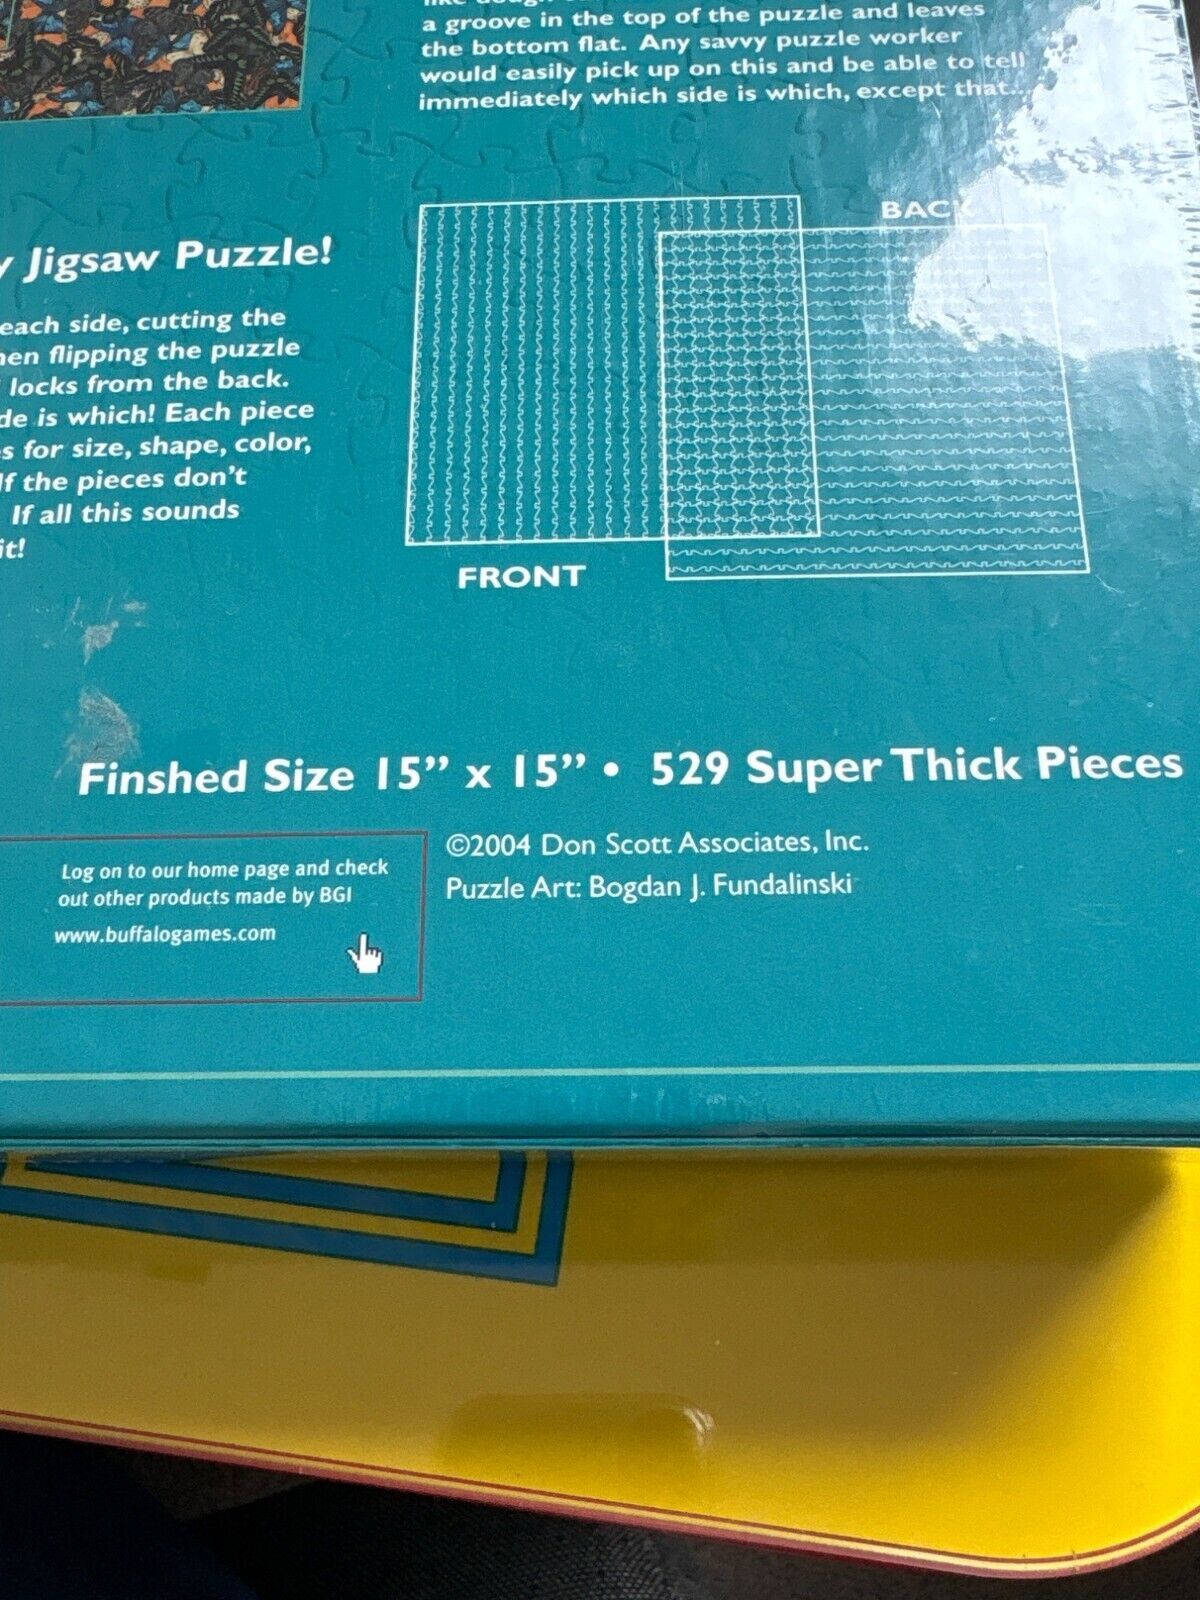 a groove in the top of the puzzle and leaves
the bottom flat. Any savvy puzzle worker
would easily pick up on this and be able to tell
immediately which side is which, except that...
BACK
y Jigsaw Puzzle!
each side, cutting the
hen flipping the puzzle
locks from the back.
de is which! Each piece
s for size, shape, color,
If the pieces don't
If all this sounds
it!
FRONT
Finshed Size 15” x 15” • 529 Super Thick Pieces
©2004 Don Scott Associates, Inc.
Puzzle Art: Bogdan J. Fundalinski
Log on to our home page and check
out other products made by BGI
www.buffalogames.com